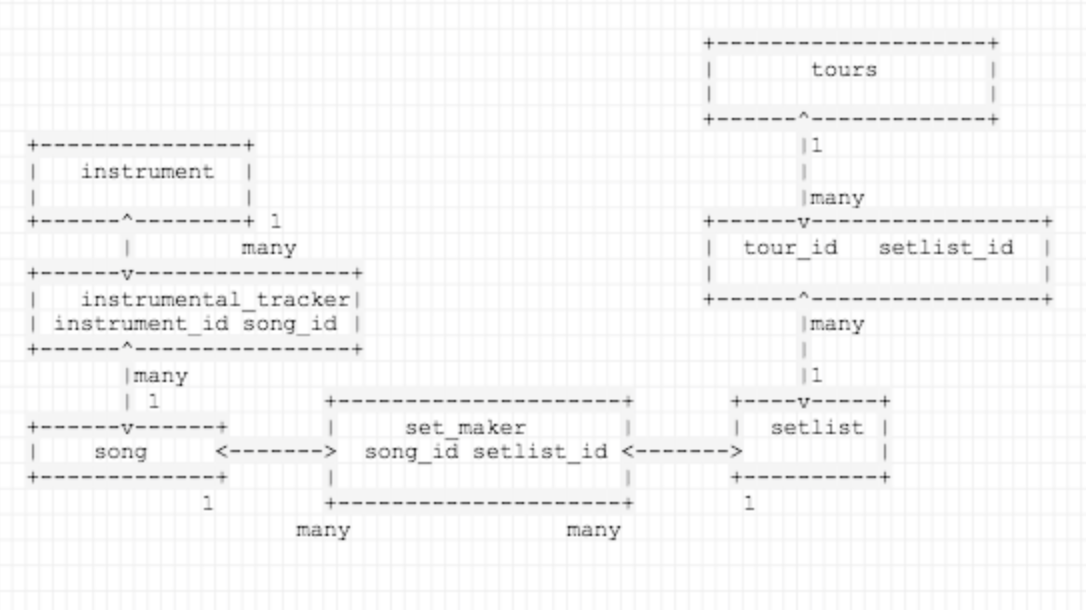 tours
1
many
tour_id setlist_id
many
1
instrument
1
many
instrumental_tracker
instrument_id song_id
many
1
song
1
set_maker
song_id setlist_id
many many
setlist
1